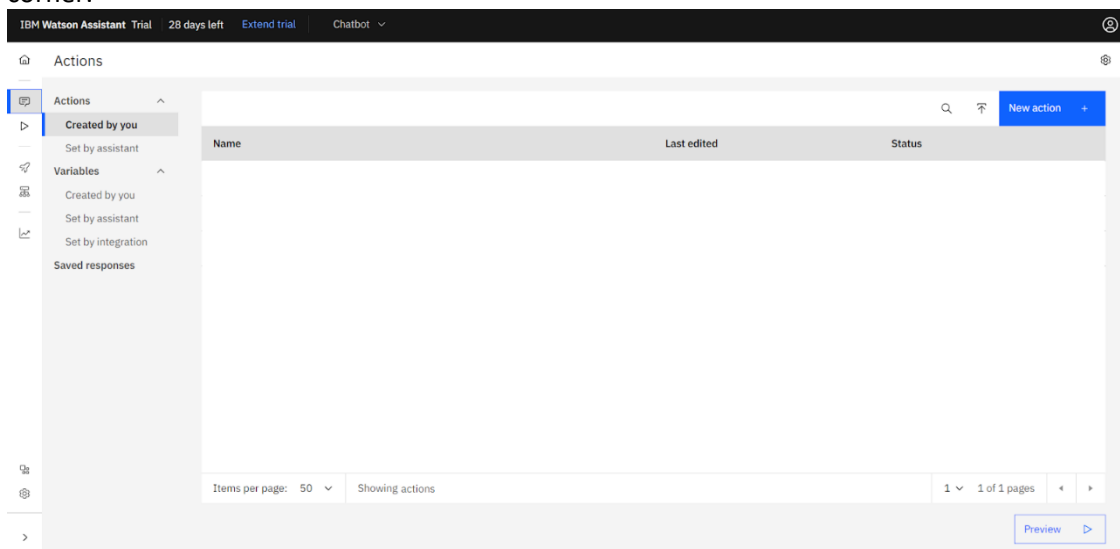 corner.
IBM Watson Assistant Trial 28 days left Extend trial Chatbot
Actions
Actions
Created by you
Set by assistant
Variables
Created by you
Set by assistant
Set by integration
Saved responses
New action +
Name Last edited Status
Items per page: 50 Showing actions 1 1 of 1 pages
Preview